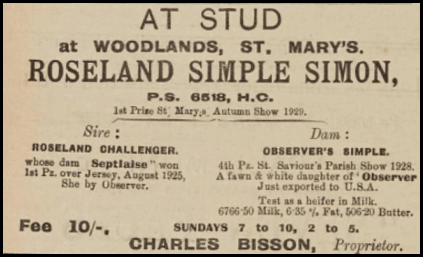 AT STUD
at WOODLANDS, ST. MARY'S.
ROSELAND SIMPLE SIMON,
P.S. 6518, H.C.
1st Prize St. Mary,s Autumn Show 1929.
Sire :
ROSELAND CHALLENGER.
whose dam Septlaise" won
1st Pz. over Jersey, August 1925,
She by Observer.
Dam :
OBSERVER'S SIMPLE.
4th Pz. St. Saviour's Parish Show 1928.
A fawn & white daughter of 'Observer
Just exported to U.S.A.
Test as a heifer in Milk.
6766·50 Milk, 6·35 % Fat, 506·20 Butter.
Fee 10/-.
SUNDAYS 7 to 10, 2 to 5.
CHARLES BISSON, Proprietor.